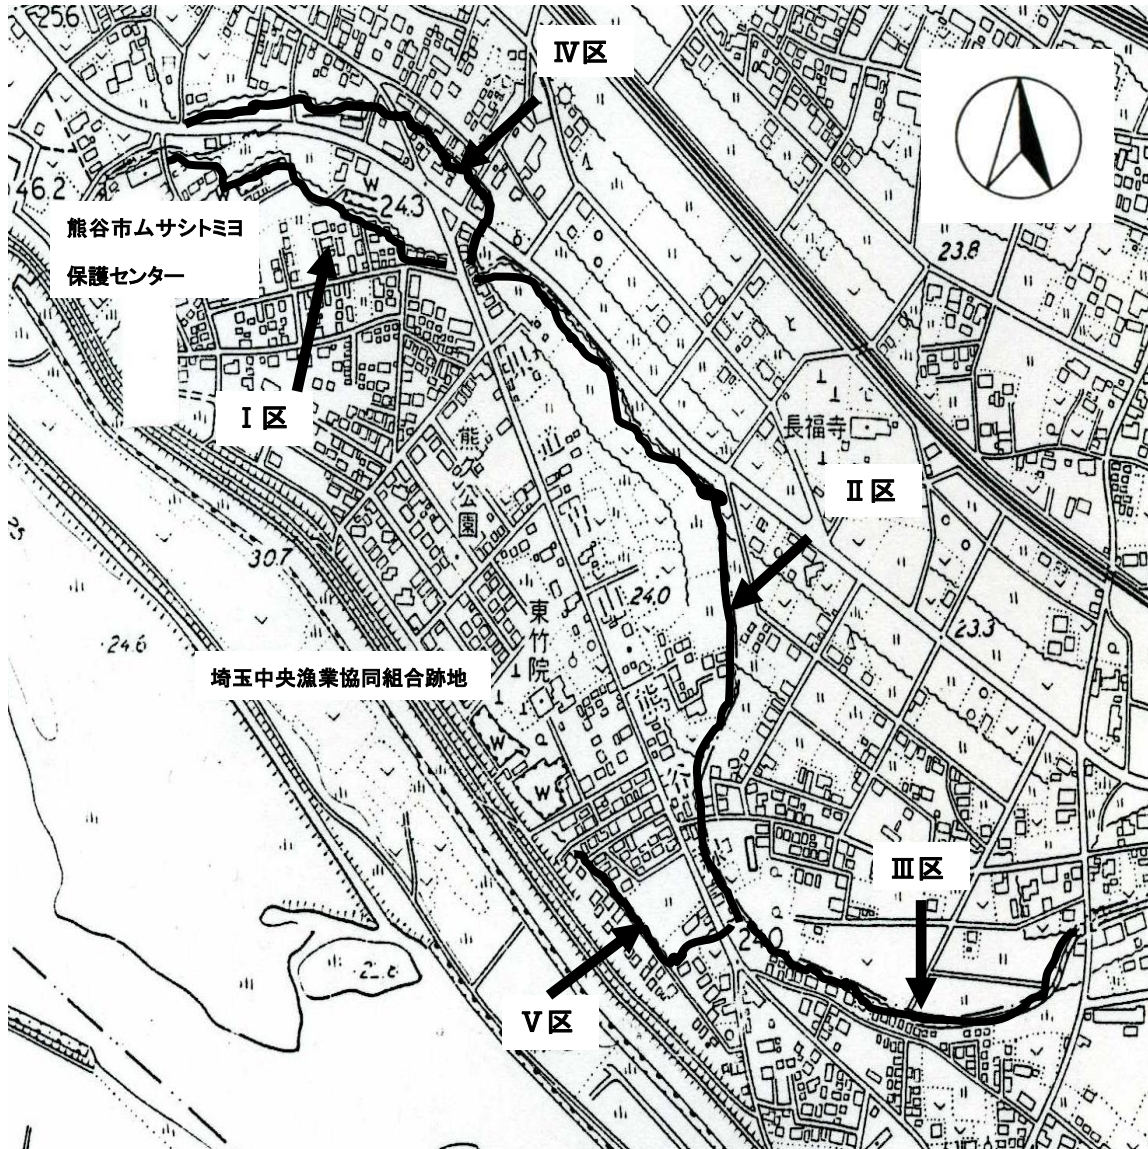 25.6
Ⅳ区
46.2
W
24.3
熊谷市ムサシトミヨ
保護センター
23.8
Ⅰ区
熊久公園
長福寺
Ⅱ区
30.7
24.0
23.3
24.6
東竹院
埼玉中央漁業協同組合跡地
W
W
熊久
Ⅲ区
Ⅴ区